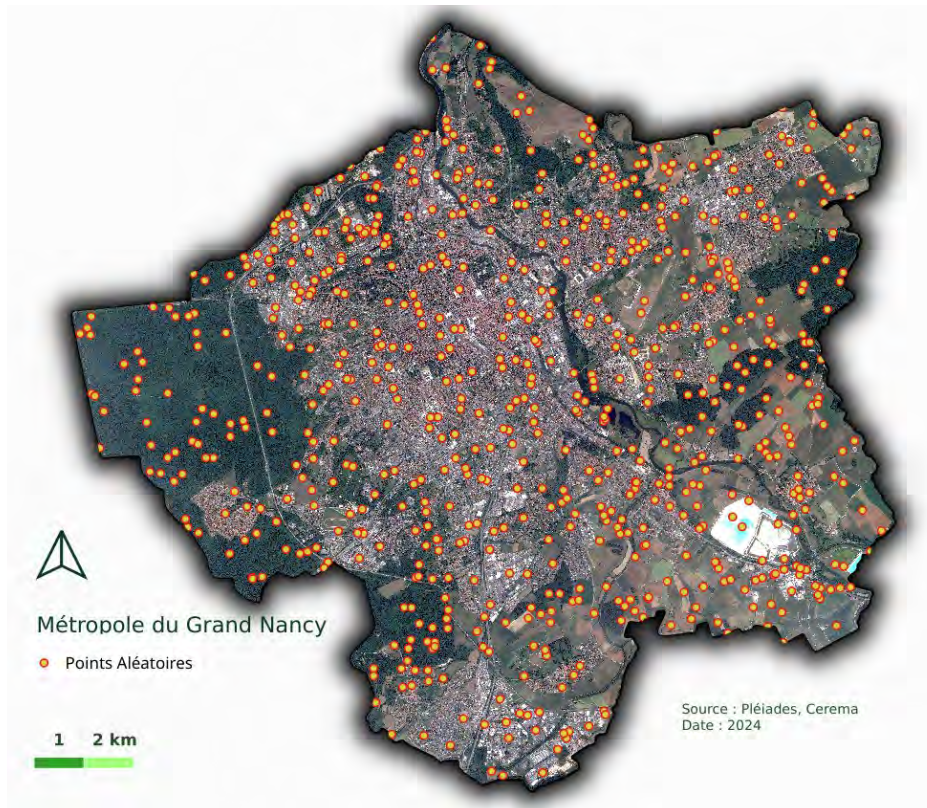 Métropole du Grand Nancy
Points Aléatoires
1 2 km
Source : Pléiades, Cerema
Date : 2024